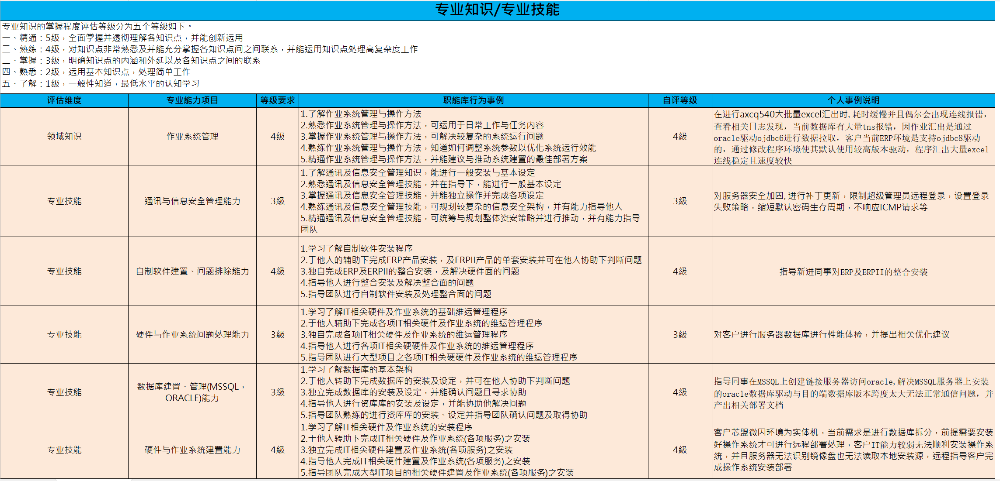 专业知识/专业技能
专业知识的掌握程度评估等级分为五个等级如下。
一、精通：5级，全面掌握并透彻理解各知识点，并能创新运用
二、熟练：4级，对知识点非常熟悉及并能充分掌握各知识点间之间联系，并能运用知识点处理高复杂度工作
三、掌握：3级，明确知识点的内涵和外延以及各知识点之间的联系
四、熟悉：2级，运用基本知识点，处理简单工作
五、了解：1级，一般性知道，最低水平的认知学习
评估维度
专业能力项目
等级要求
职能库行为事例
自评等级
个人事例说明
领域知识
作业系统管理
4级
1.了解作业系统管理与操作方法
2.熟悉作业系统管理与操作方法，可运用于日常工作与任务内容
3.掌握作业系统管理与操作方法，可解决较复杂的系统运行问题
4.熟练作业系统管理与操作方法，知道如何调整系统参数以优化系统运行效能
5.精通作业系统管理与操作方法，并能建议与推动系统建置的最佳部署方案
4級
在进行axcq540大批量excel汇出时,耗时缓慢并且偶尔会出现连线报错，
查看相关日志发现，当前数据库有大量tns报错，因作业汇出是通过
oracle驱动ojdbc6进行数据拉取，客户当前ERP环境是支持ojdbc8驱动
的，通过修改程序环境使其默认使用较高版本驱动，程序汇出大量excel
连线稳定且速度较快
专业技能
通讯与信息安全管理能力
3級
1.了解通讯及信息安全管理知识，能进行一般安装与基本设定
2.熟悉通讯及信息安全管理技能，并在指导下，能进行一般基本设定
3.掌握通讯及信息安全管理技能，并能独立操作并完成各项设定
4.熟练通讯及信息安全管理技能，可规划较复杂的信息安全架构，并有能力指导他人
5.精通通讯及信息安全管理技能，可统筹与规划整体资安策略并进行推动，并有能力指导
团队
3級
对服务器安全加固,进行补丁更新，限制超级管理员远程登录，设置登录
失败策略，缩短默认密码生存周期，不响应ICMP请求等
专业技能
自制软件建置、问题排除能力
4級
1.学习了解自制软件安装程序
2.于他人的辅助下完成ERP产品安装，及ERPII产品的单套安装并可在他人协助下判断问题
3.独自完成ERP及ERPII的整合安装，及解决硬件面的问题
4.指导他人进行整合安装及解决整合面的问题
5.指导团队进行自制软件安装及处理整合面的问题
4級
指导新进同事对ERP及ERPII的整合安装
专业技能
硬件与作业系统问题处理能力
3級
1.学习了解IT相关硬件及作业系统的基础维运管理程序
2.于他人辅助下完成各项IT相关硬件及作业系统的维运管理程序
3.独自完成各项IT相关硬件及作业系统的维运管理程序
4.指导他人进行各项IT相关硬硬件及作业系统的维运管理程序
5.指导团队进行大型项目之各项IT相关硬硬件及作业系统的维运管理程序
3級
对客户进行服务器数据库进行性能体检，并提出相关优化建议
专业技能
数据库建置、管理(MSSQL，
ORACLE)能力
3級
1.学习了解数据库的基本架构
2.于他人转助下完成数据库的安装及设定，并可在他人协助下判断问题
3.独立完成数据库的安装及设定，并能确认问题且寻求协助
4.指导他人进行资库库的安装及设定，并能协助他解决问题
5.指导团队熟练的进行资库库的安装、设定并指导团队确认问题及取得协助
4級
指导同事在MSSQL上创建链接服务器访问oracle,解决MSSQL服务器上安装
的oracle数据库驱动与目的端数据库版本跨度太大无法正常通信问题，并
产出相关部署文档
专业技能
硬件与作业系统建置能力
4級
1.学习了解IT相关硬件及作业系统的安装程序
2.于他人转助下完成IT相关硬件及作业系统(各项服务)之安装
3.独立完成IT相关硬件建置及作业系统(各项服务)之安装
4.指导他人完成IT相关硬件建置及作业系统(各项服务)之安装
5.指导团队完成大型IT项目的相关硬件建置及作业系统(各项服务)之安装
4級
客户芯盟微因环境为实体机，当前需求是进行数据库拆分，前提需要安装
好操作系统才可进行远程部署处理，客户IT能力较弱无法顺利安装操作系
统，并且服务器无法识别镜像盘也无法读取本地安装源，远程指导客户完
成操作系统安装部署